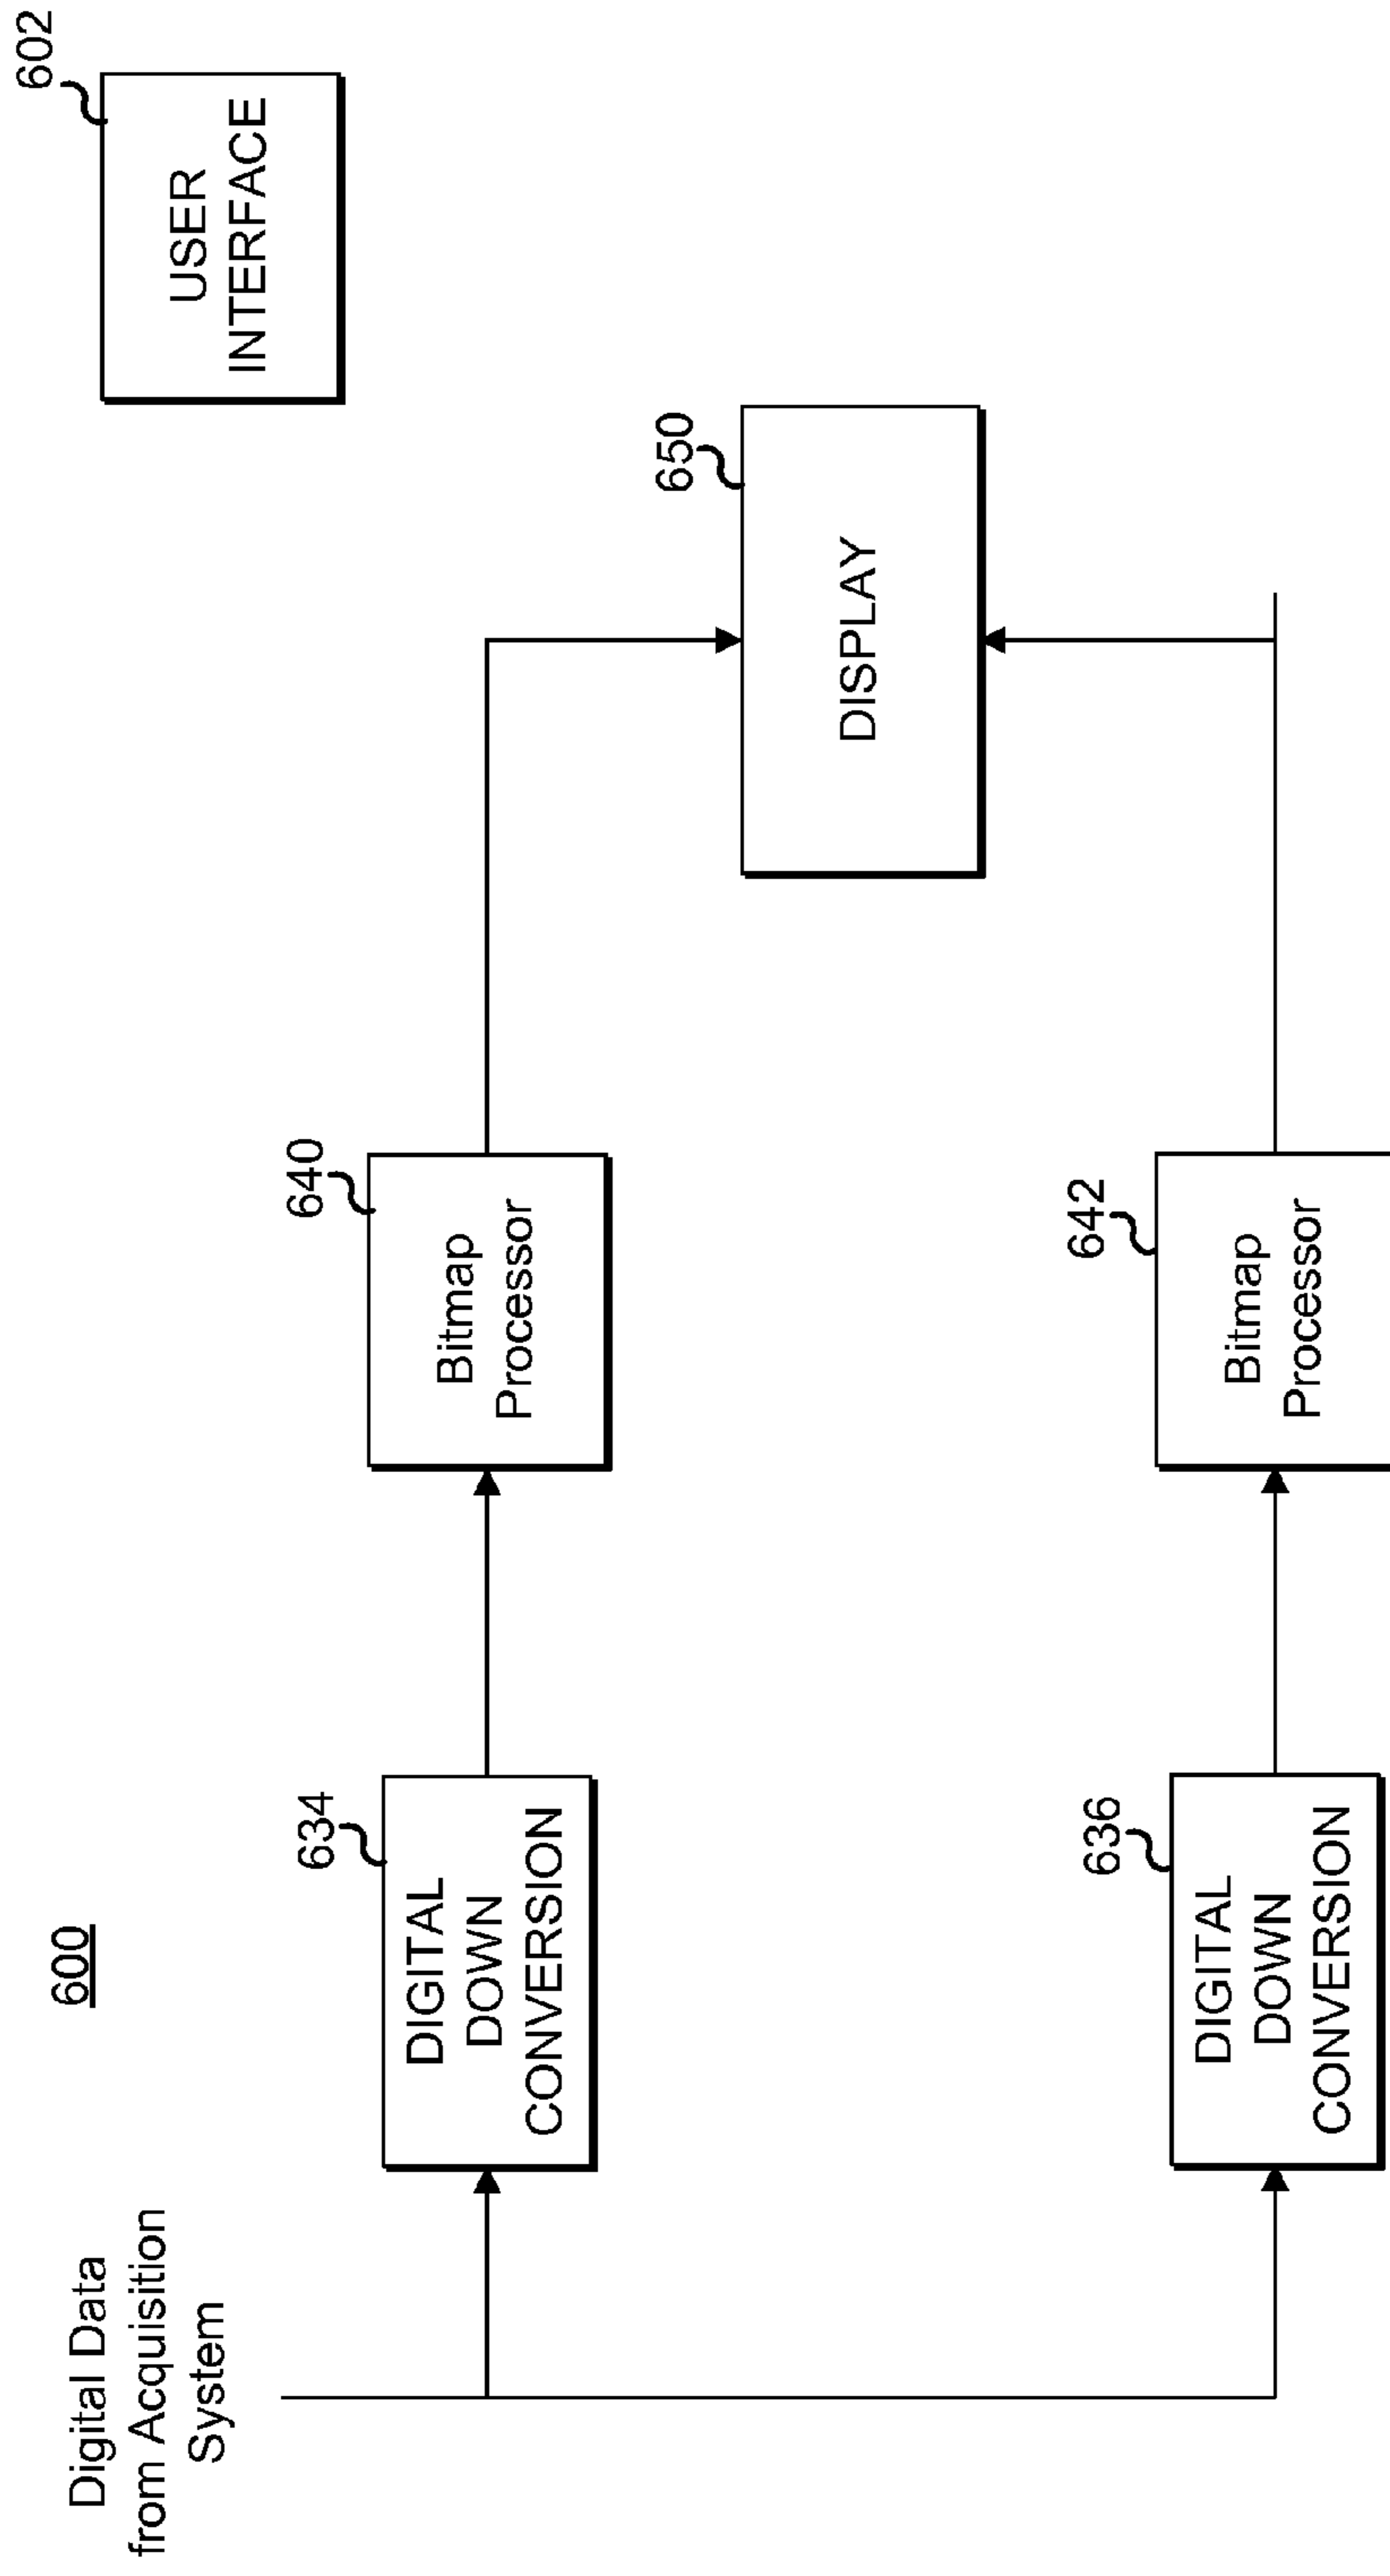 600
602
USER
INTERFACE
Digital Data
from Acquisition
System
634
DIGITAL
DOWN
CONVERSION
640
Bitmap
Processor
650
DISPLAY
636
DIGITAL
DOWN
CONVERSION
642
Bitmap
Processor